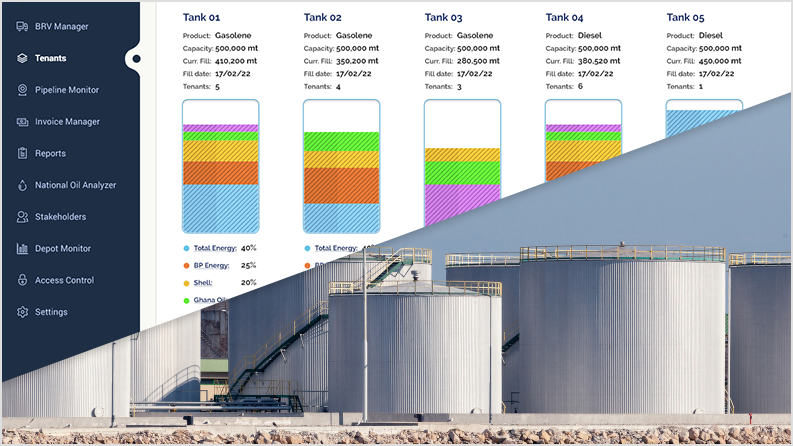 BRV Manager
Tenants
Pipeline Monitor
Invoice Manager
Reports
National Oil Analyzer
Stakeholders
Depot Monitor
Access Control
Settings
Tank 01
Product: Gasolene
Capacity: 500,000 mt
Curr. Fill: 410,200 mt
Fill date: 17/02/22
Tenants: 5
Total Energy: 40%
BP Energy: 25%
Shell: 20%
Ghana Oil
Tank 02
Product: Gasolene
Capacity: 500,000 mt
Curr. Fill: 350,200 mt
Fill date: 17/02/22
Tenants: 4
Total Energy:
BP
Tank 03
Product: Gasolene
Capacity: 500,000 mt
Curr. Fill: 280,500 mt
Fill date: 17/02/22
Tenants: 3
Tank 04
Product: Diesel
Capacity: 500,000 mt
Curr. Fill: 380,520 mt
Fill date: 17/02/22
Tenants: 6
Tank 05
Product: Diesel
Capacity: 500,000 mt
Curr. Fill: 450,000 mt
Fill date: 17/02/22
Tenants: 1